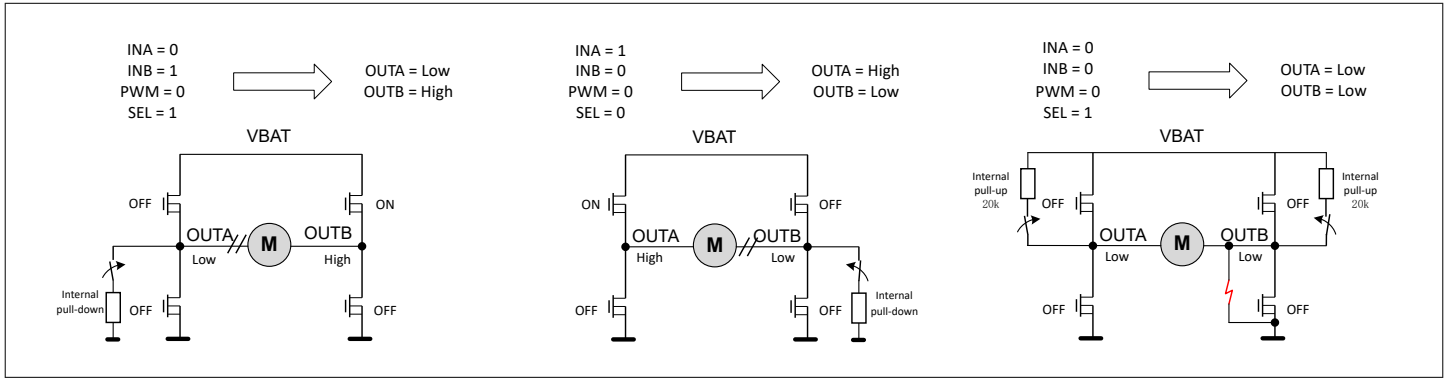 INA = 0
INB = 1
PWM = 0
SEL = 1
OUTA = Low
OUTB = High
VBAT
OFF
ON
OUTA
M
OUTB
Low
High
Internal
pull-down
OFF
OFF
INA = 1
INB = 0
PWM = 0
SEL = 0
OUTA = High
OUTB = Low
VBAT
ON
OFF
OUTA
M
OUTB
High
Low
OFF
OFF
Internal
pull-down
INA = 0
INB = 0
PWM = 0
SEL = 1
OUTA = Low
OUTB = Low
VBAT
Internal
pull-up
20k
OFF
OFF
Internal
pull-up
20k
OUTA
M
OUTB
Low
Low
OFF
OFF